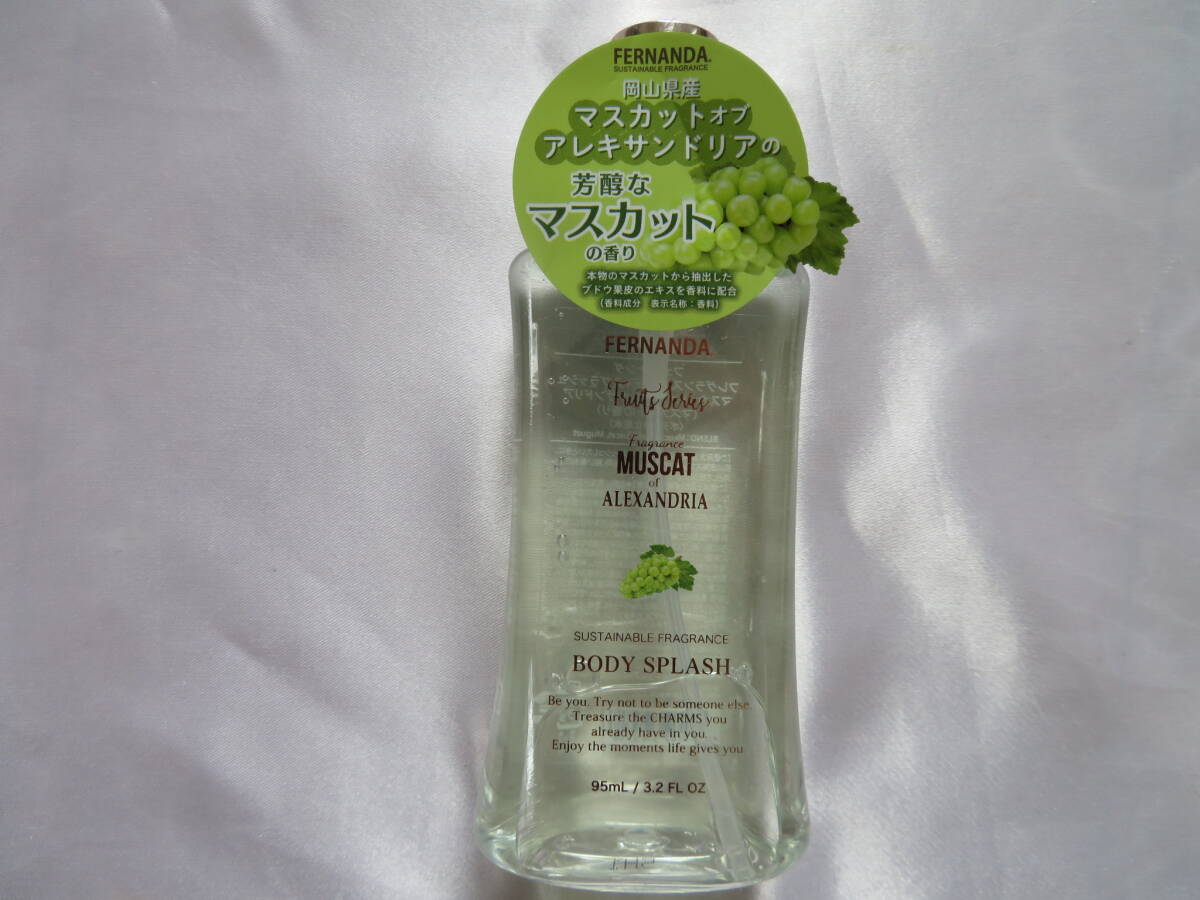 FERNANDA.
SUSTAINABLE FRAGRANCE
岡山県産
マスカットオブ
アレキサンドリアの
芳醇な
マスカット
の香り
本物のマスカットから抽出した
ブドウ果皮のエキスを香料に配合
(香料成分 表示名称:香料)
FERNANDA.
Fruits Series
Fragrance
MUSCAT
of
ALEXANDRIA
SUSTAINABLE FRAGRANCE
BODY SPLASH
Be you. Try not to be someone else.
Treasure the CHARMS you
already have in you.
Enjoy the moments life gives you
95mL / 3.2 FL OZ